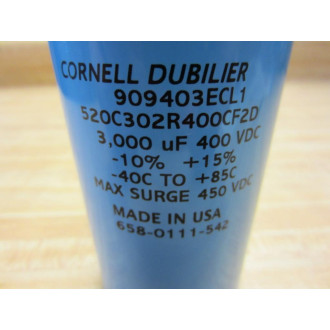 CORNELL DUBILIER
909403ECL1
520C302R400CF2D
3,000 uF 400 VDC
-10% +15%
-40C TO +85C
MAX SURGE 450 VDC
MADE IN USA
658-0111-542